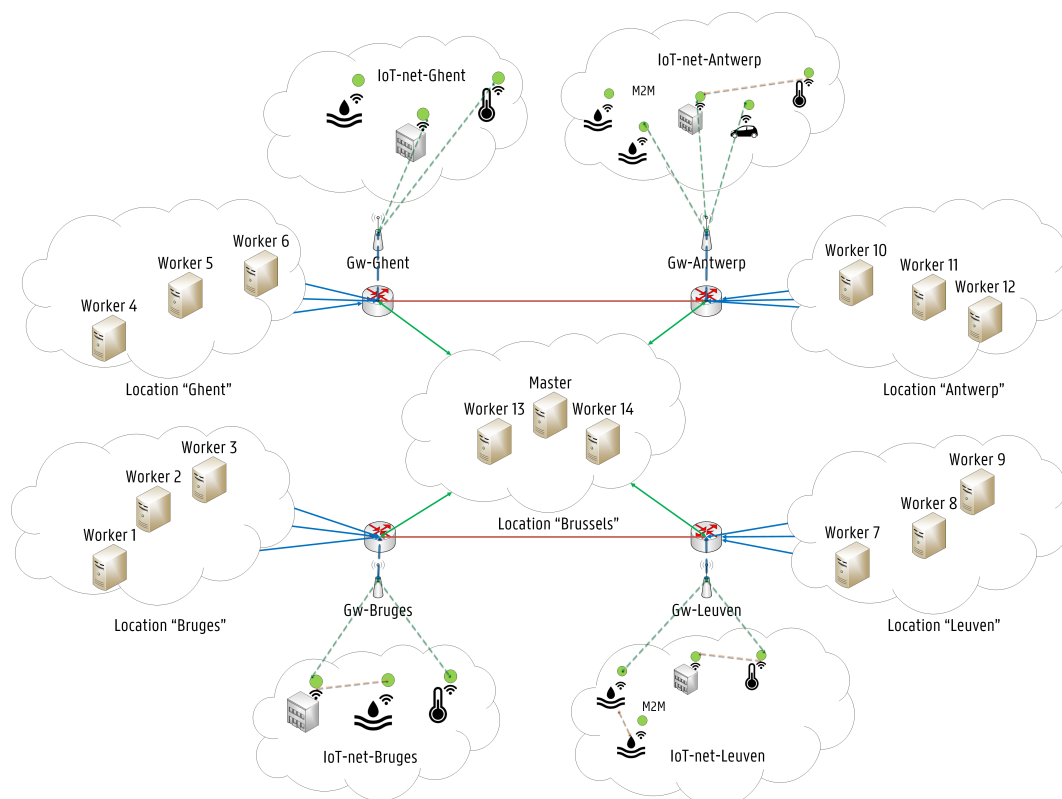 IoT-net-Ghent
IoT-net-Antwerp
M2M
Gw-Ghent
Gw-Antwerp
Worker 6
Worker 5
Worker 4
Location “Ghent”
Worker 10
Worker 11
Worker 12
Location “Antwerp”
Master
Worker 13
Worker 14
Location “Brussels”
Worker 3
Worker 2
Worker 1
Location “Bruges”
Worker 9
Worker 8
Worker 7
Location “Leuven”
Gw-Bruges
Gw-Leuven
M2M
IoT-net-Bruges
IoT-net-Leuven